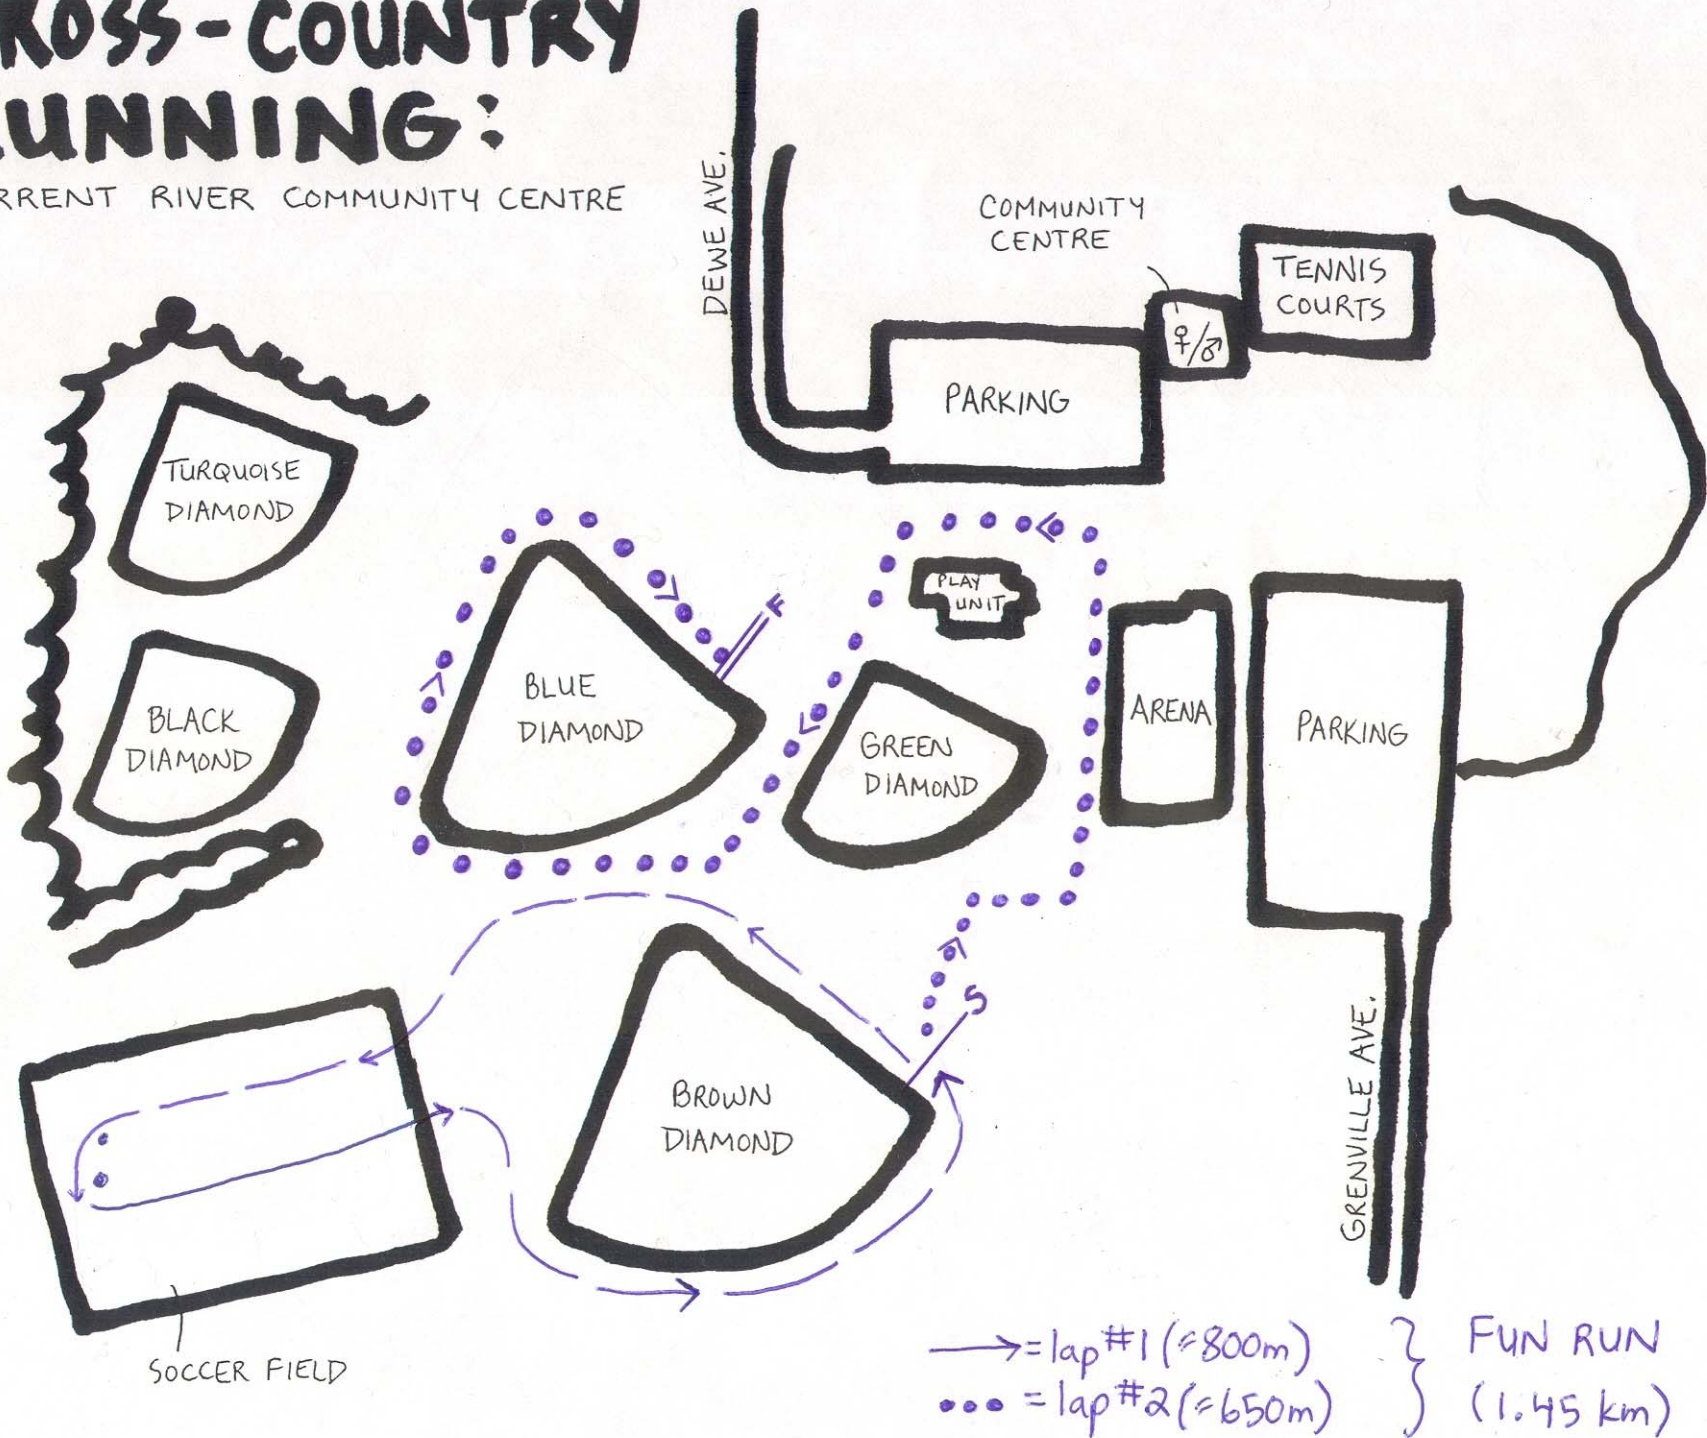 ROSS-COUNTRY
UNNING:
RRENT RIVER COMMUNITY CENTRE
DEWE AVE.
COMMUNITY
CENTRE
TENNIS
COURTS
♀/♂
PARKING
TURQUOISE
DIAMOND
PLAY
UNIT
F
BLUE
DIAMOND
BLACK
DIAMOND
GREEN
DIAMOND
ARENA
PARKING
S
BROWN
DIAMOND
GRENVILLE AVE.
SOCCER FIELD
→ = lap #1 (≈800m)
••• = lap #2 (≈650m)
} FUN RUN
(1.45 km)